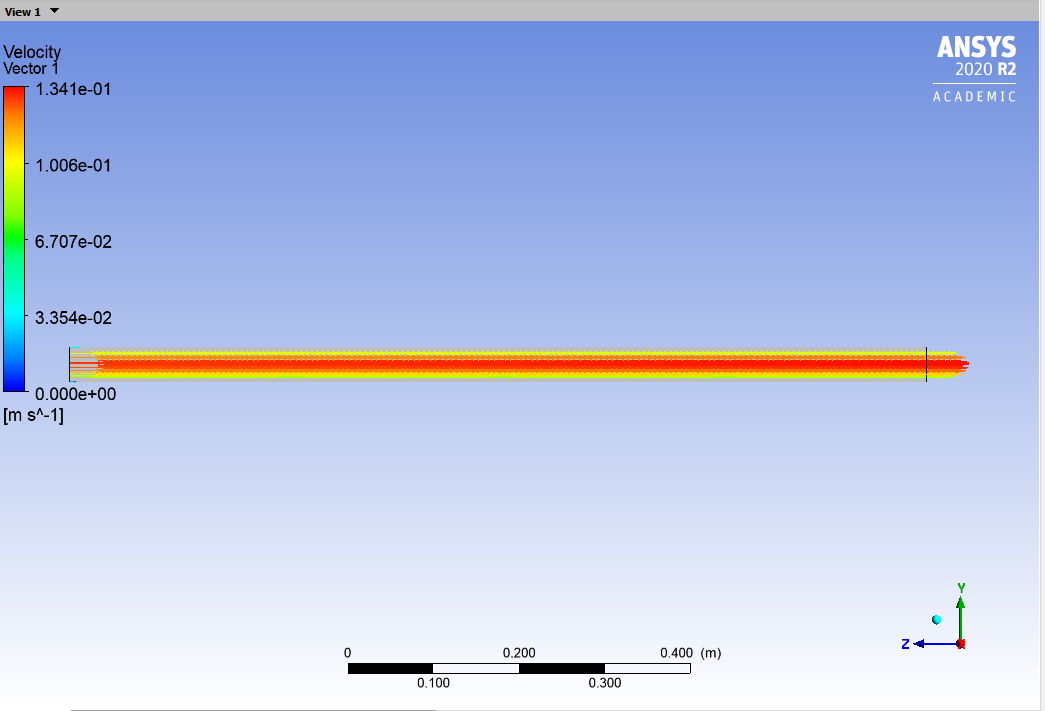 View 1
ANSYS
2020 R2
ACADEMIC
Velocity
Vector 1
1.341e-01
1.006e-01
6.707e-02
3.354e-02
0.000e+00
[m s^-1]
Y
Z
0 0.200 0.400 (m)
0.100 0.300